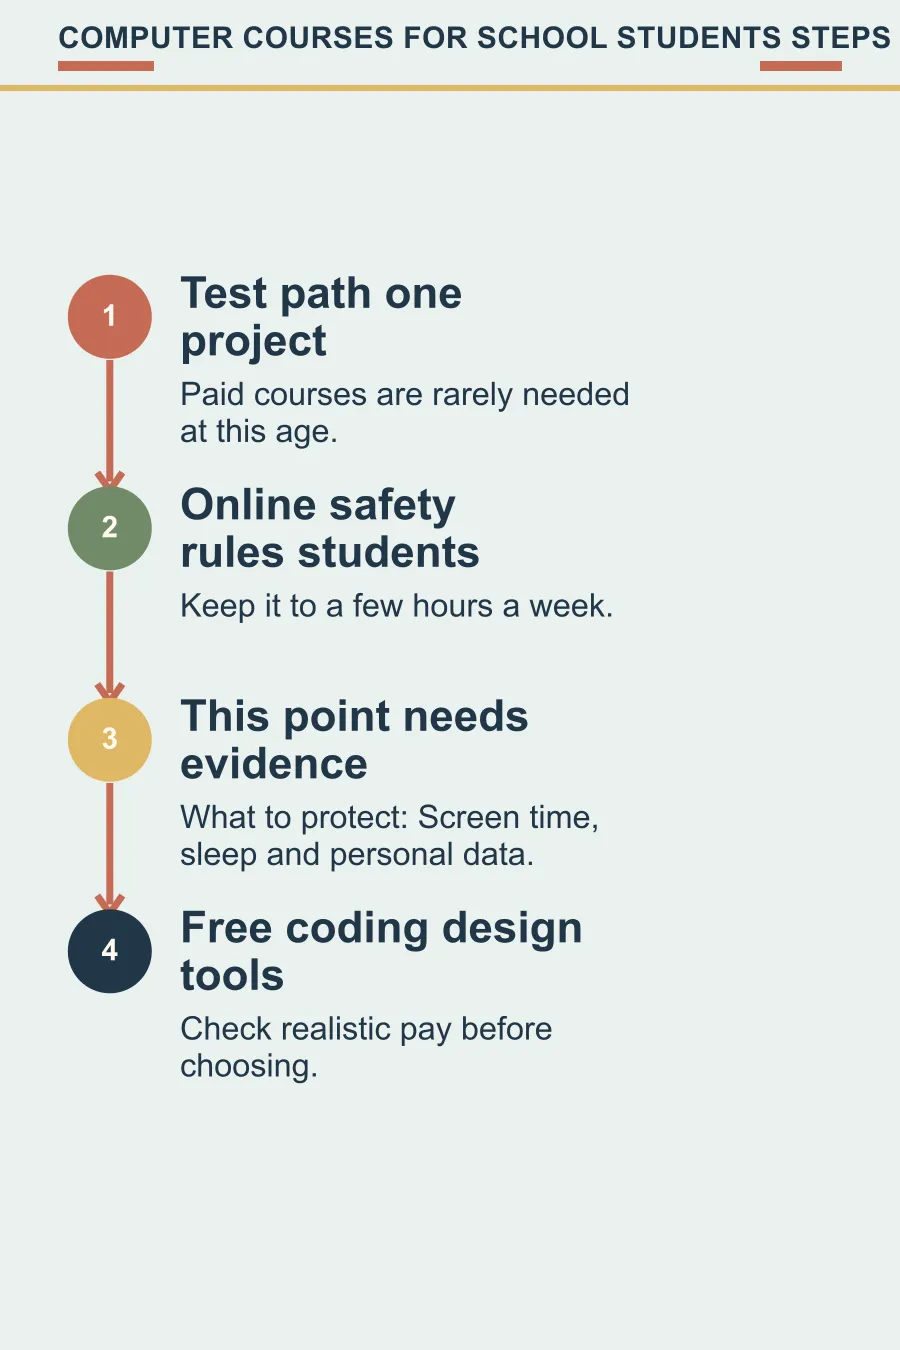 COMPUTER COURSES FOR SCHOOL STUDENTS STEPS
1
Test path one
project
Paid courses are rarely needed
at this age.
2
Online safety
rules students
Keep it to a few hours a week.
3
This point needs
evidence
What to protect: Screen time,
sleep and personal data.
4
Free coding design
tools
Check realistic pay before
choosing.